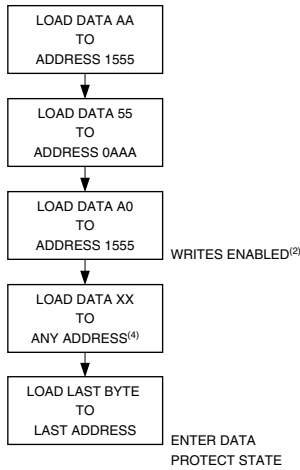 LOAD DATA AA
TO
ADDRESS 1555
LOAD DATA 55
TO
ADDRESS 0AAA
LOAD DATA A0
TO
ADDRESS 1555
WRITES ENABLED(2)
LOAD DATA XX
TO
ANY ADDRESS(4)
LOAD LAST BYTE
TO
LAST ADDRESS
ENTER DATA
PROTECT STATE